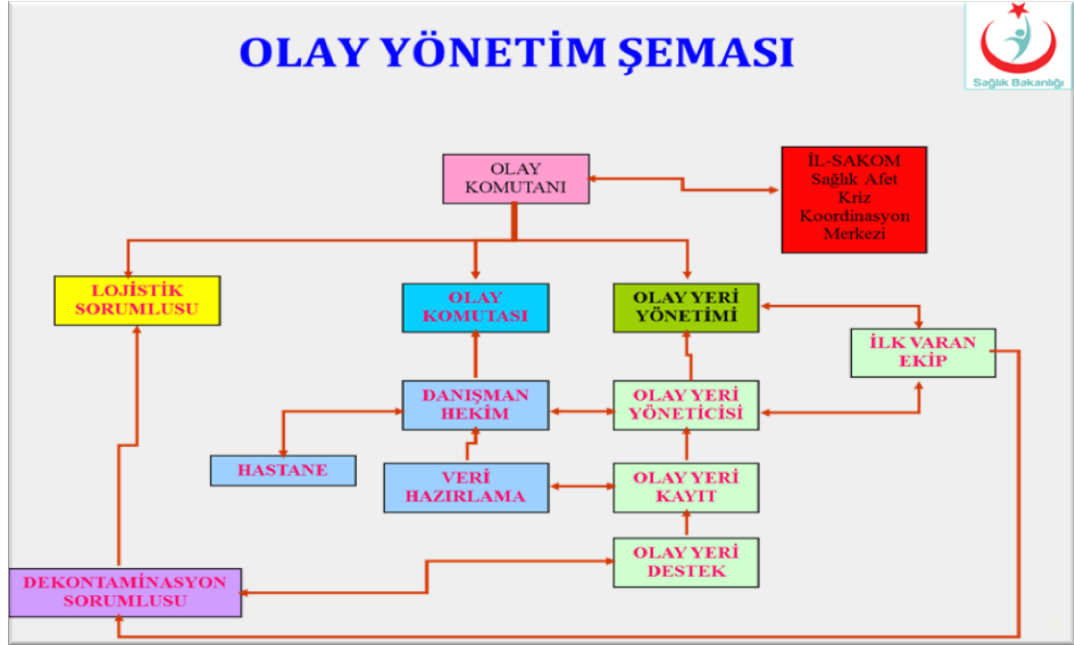 OLAY YÖNETİM ŞEMASI
Sağlık Bakanlığı
OLAY
KOMUTANI
İL-SAKOM
Sağlık Afet
Kriz
Koordinasyon
Merkezi
LOJİSTİK
SORUMLUSU
OLAY
KOMUTASI
OLAY YERİ
YÖNETİMİ
İLK VARAN
EKİP
DANIŞMAN
HEKİM
OLAY YERİ
YÖNETİCİSİ
HASTANE
VERİ
HAZIRLAMA
OLAY YERİ
KAYIT
OLAY YERİ
DESTEK
DEKONTAMİNASYON
SORUMLUSU